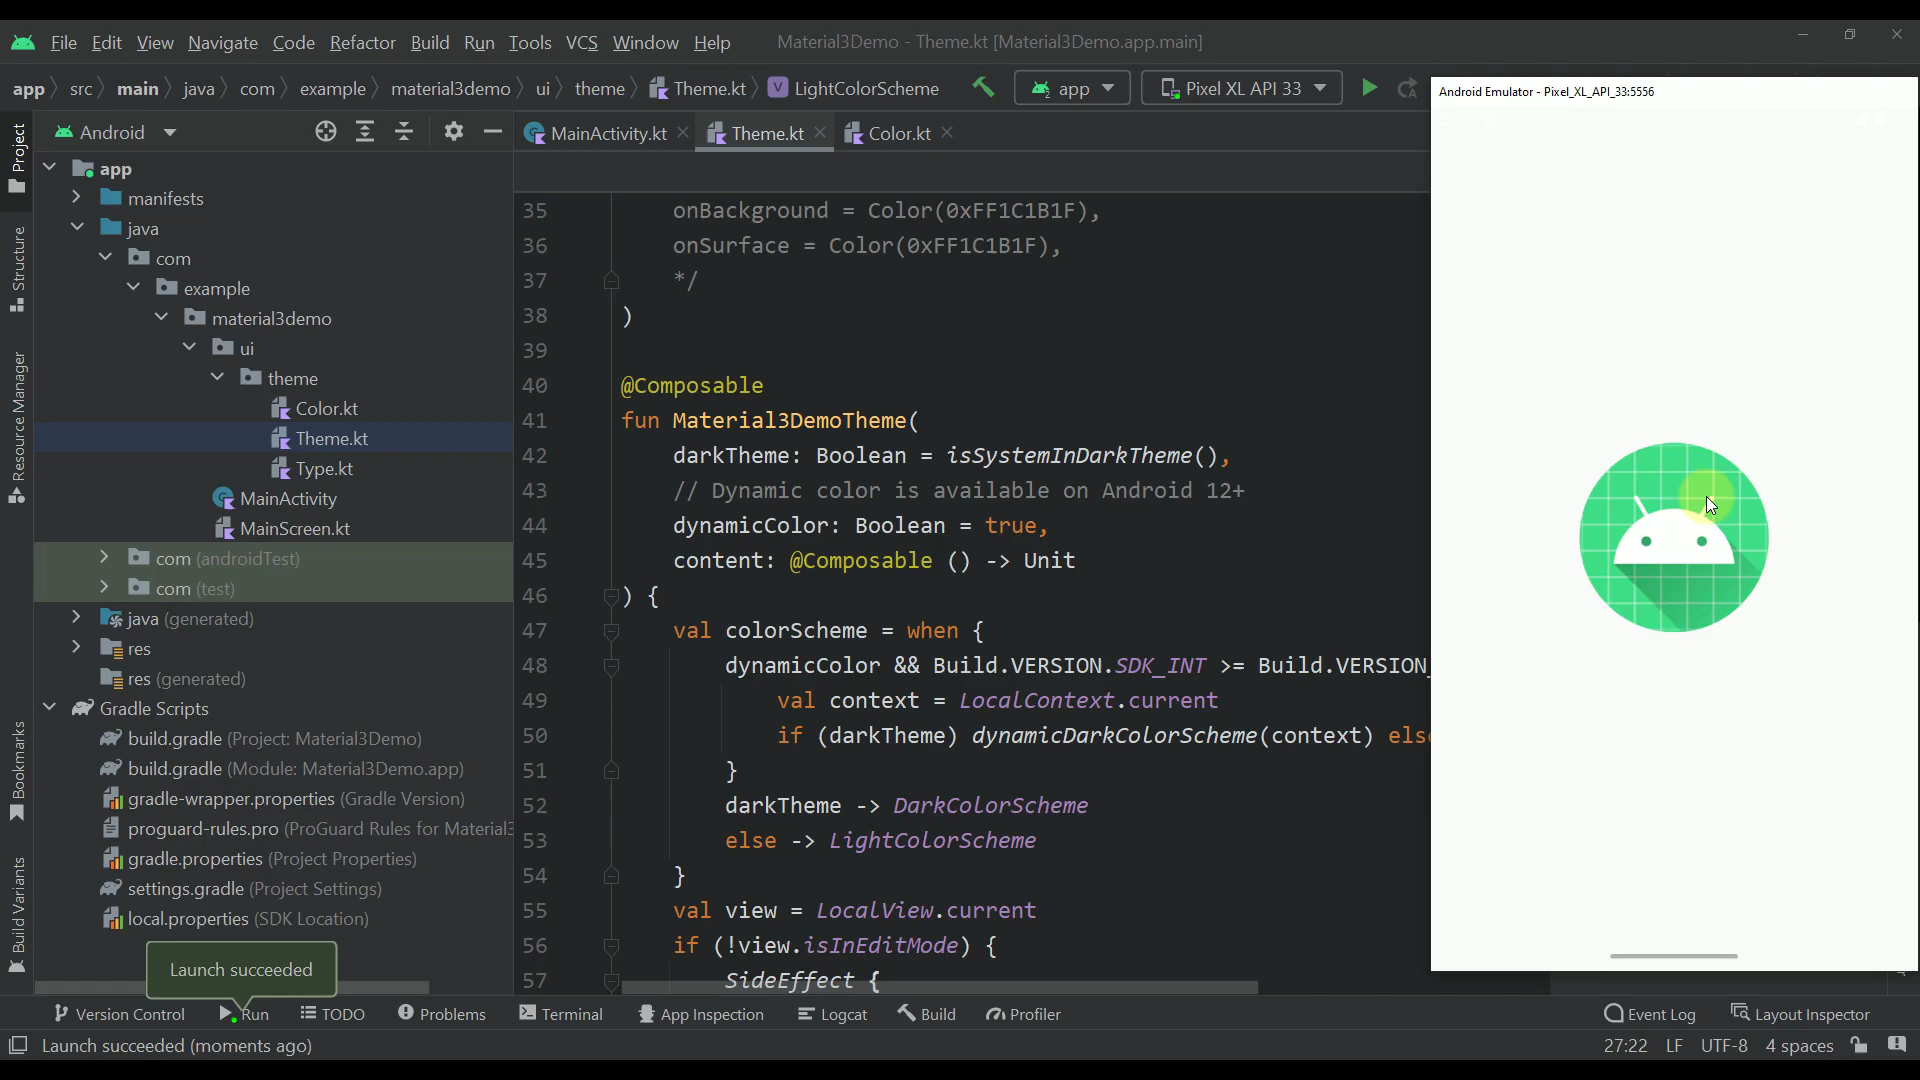 File Edit View Navigate Code Refactor Build Run Tools VCS Window Help Material3Demo - Theme.kt [Material3Demo.app.main]
app src main java com example material3demo ui theme Theme.kt LightColorScheme app Pixel XL API 33
Android Emulator - Pixel_XL_API_33:5556
Android
MainActivity.kt Theme.kt Color.kt
Project
Structure
Resource Manager
Bookmarks
Build Variants
app
manifests
java
com
example
material3demo
ui
theme
Color.kt
Theme.kt
Type.kt
MainActivity
MainScreen.kt
com (androidTest)
com (test)
java (generated)
res
res (generated)
Gradle Scripts
build.gradle (Project: Material3Demo)
build.gradle (Module: Material3Demo.app)
gradle-wrapper.properties (Gradle Version)
proguard-rules.pro (ProGuard Rules for Material3
gradle.properties (Project Properties)
settings.gradle (Project Settings)
local.properties (SDK Location)
Launch succeeded
35 onBackground = Color(0xFF1C1B1F),
36 onSurface = Color(0xFF1C1B1F),
37 */
38 )
39
40 @Composable
41 fun Material3DemoTheme(
42 darkTheme: Boolean = isSystemInDarkTheme(),
43 // Dynamic color is available on Android 12+
44 dynamicColor: Boolean = true,
45 content: @Composable () -> Unit
46 ) {
47 val colorScheme = when {
48 dynamicColor && Build.VERSION.SDK_INT >= Build.VERSION_
49 val context = LocalContext.current
50 if (darkTheme) dynamicDarkColorScheme(context) else
51 }
52 darkTheme -> DarkColorScheme
53 else -> LightColorScheme
54 }
55 val view = LocalView.current
56 if (!view.isInEditMode) {
57 SideEffect {
Version Control Run TODO Problems Terminal App Inspection Logcat Build Profiler Event Log Layout Inspector
Launch succeeded (moments ago) 27:22 LF UTF-8 4 spaces